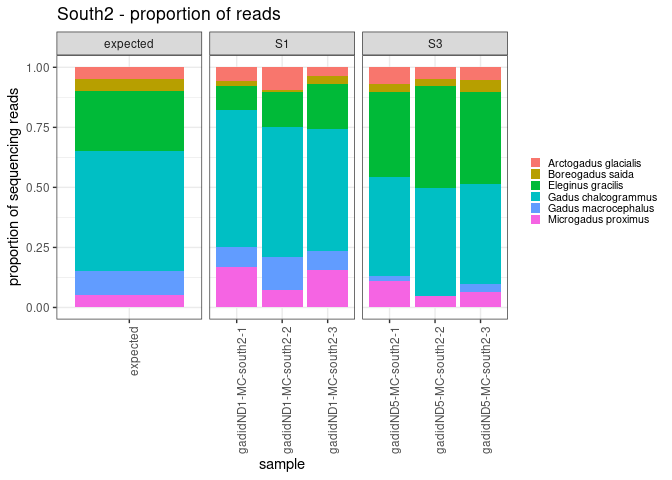 South2 - proportion of reads
expected
S1
S3
proportion of sequencing reads
1.00
0.75
0.50
0.25
0.00
expected
gadidND1-MC-south2-1
gadidND1-MC-south2-2
gadidND1-MC-south2-3
gadidND5-MC-south2-1
gadidND5-MC-south2-2
gadidND5-MC-south2-3
sample
Arctogadus glacialis
Boreogadus saida
Eleginus gracilis
Gadus chalcogrammus
Gadus macrocephalus
Microgadus proximus